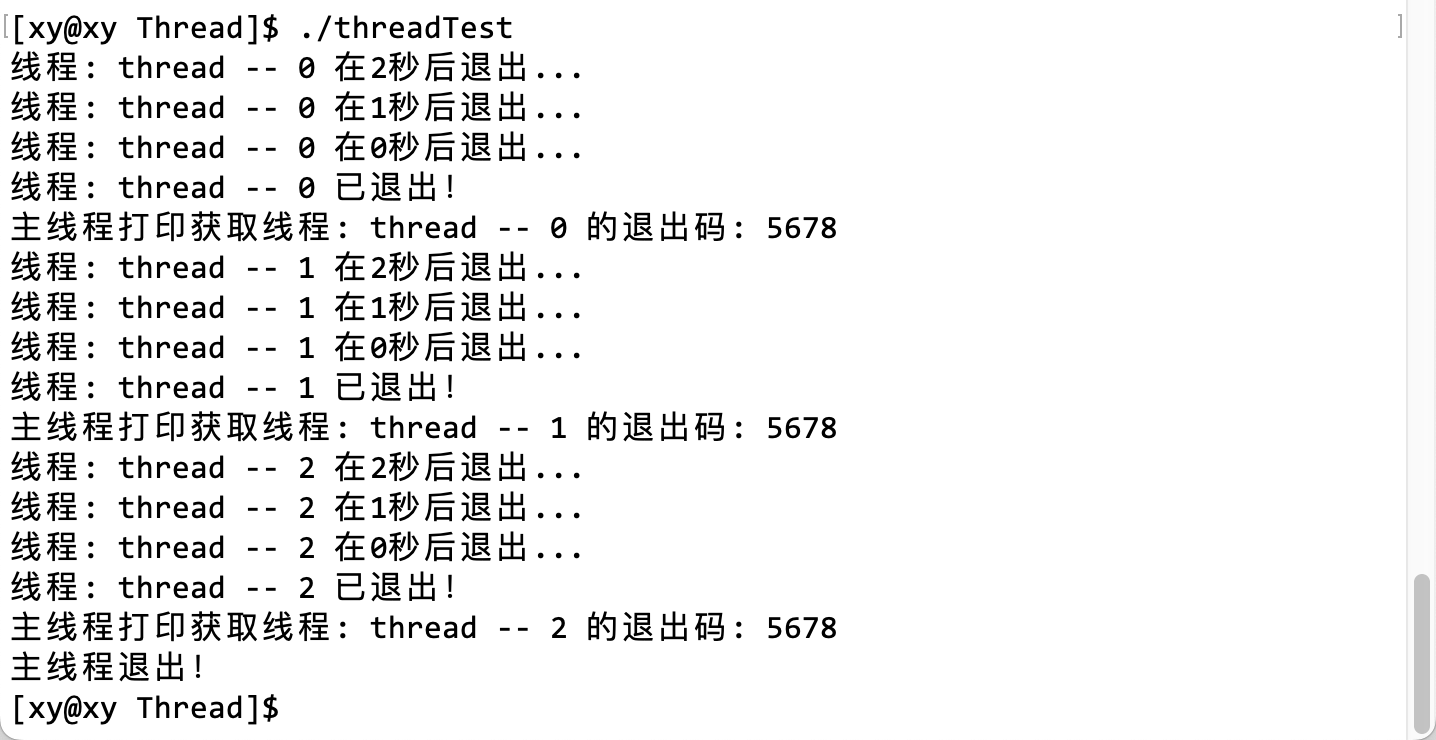 [[xy@xy Thread]$ ./threadTest ]
线程: thread -- 0 在2秒后退出...
线程: thread -- 0 在1秒后退出...
线程: thread -- 0 在0秒后退出...
线程: thread -- 0 已退出!
主线程打印获取线程: thread -- 0 的退出码: 5678
线程: thread -- 1 在2秒后退出...
线程: thread -- 1 在1秒后退出...
线程: thread -- 1 在0秒后退出...
线程: thread -- 1 已退出!
主线程打印获取线程: thread -- 1 的退出码: 5678
线程: thread -- 2 在2秒后退出...
线程: thread -- 2 在1秒后退出...
线程: thread -- 2 在0秒后退出...
线程: thread -- 2 已退出!
主线程打印获取线程: thread -- 2 的退出码: 5678
主线程退出!
[xy@xy Thread]$